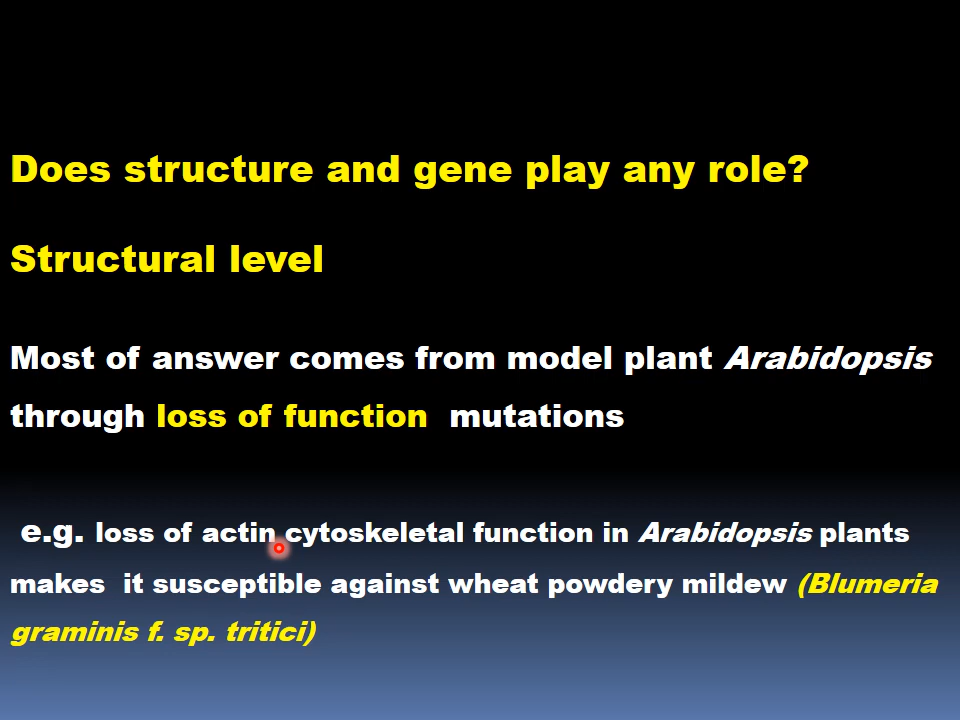 Does structure and gene play any role?
Structural level
Most of answer comes from model plant Arabidopsis
through loss of function mutations
e.g. loss of actin cytoskeletal function in Arabidopsis plants
makes it susceptible against wheat powdery mildew (Blumeria
graminis f. sp. tritici)